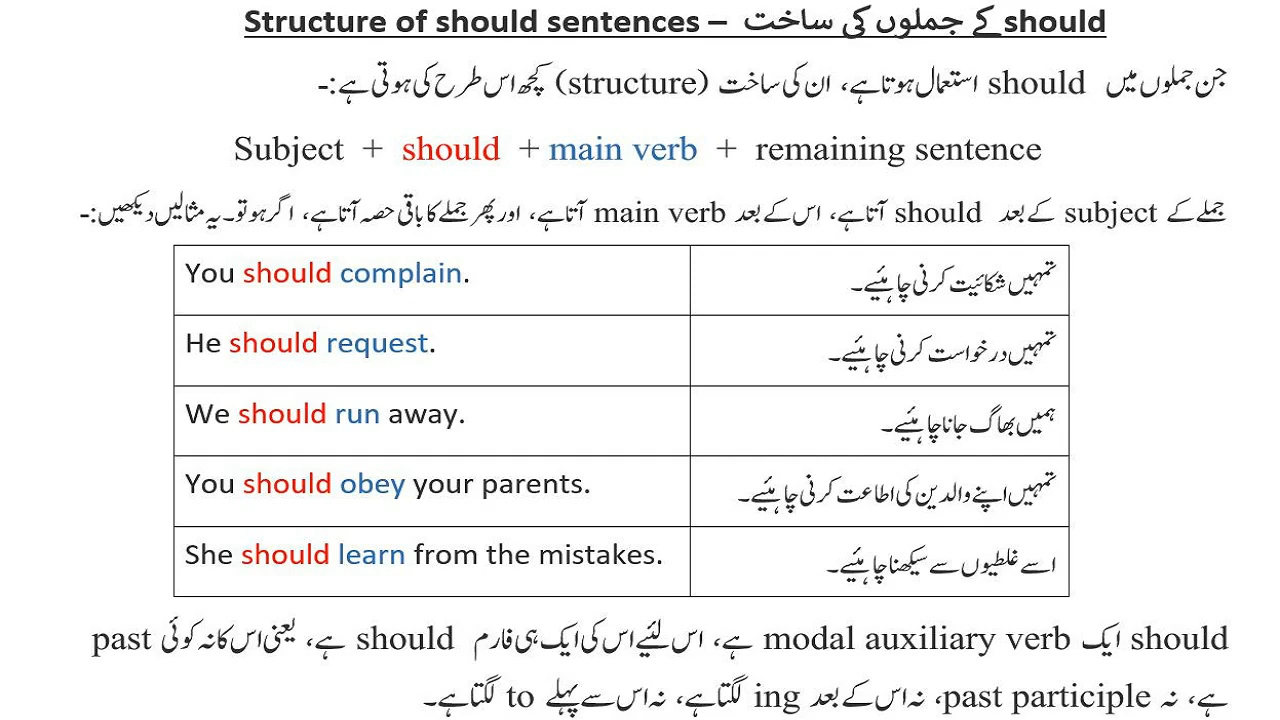 Structure of should sentences – should کے جملوں کی ساخت
جن جملوں میں should استعمال ہوتا ہے، ان کی ساخت (structure) کچھ اس طرح کی ہوتی ہے:-
Subject + should + main verb + remaining sentence
جملے کے subject کے بعد should آتا ہے، اس کے بعد main verb آتا ہے، اور پھر جملے کا باقی حصہ آتا ہے، اگر ہو تو۔ یہ مثالیں دیکھیں:-
You should complain. تمہیں شکائیت کرنی چاہئیے۔
He should request. تمہیں درخواست کرنی چاہئیے۔
We should run away. ہمیں بھاگ جانا چاہئیے۔
You should obey your parents. تمہیں اپنے والدین کی اطاعت کرنی چاہئیے۔
She should learn from the mistakes. اسے غلطیوں سے سیکھنا چاہئیے۔
should ایک modal auxiliary verb ہے، اس لئیے اس کی ایک ہی فارم should ہے، یعنی اس کا نہ کوئی past
ہے، نہ past participle، نہ اس کے بعد ing لگتا ہے، نہ اس سے پہلے to لگتا ہے۔